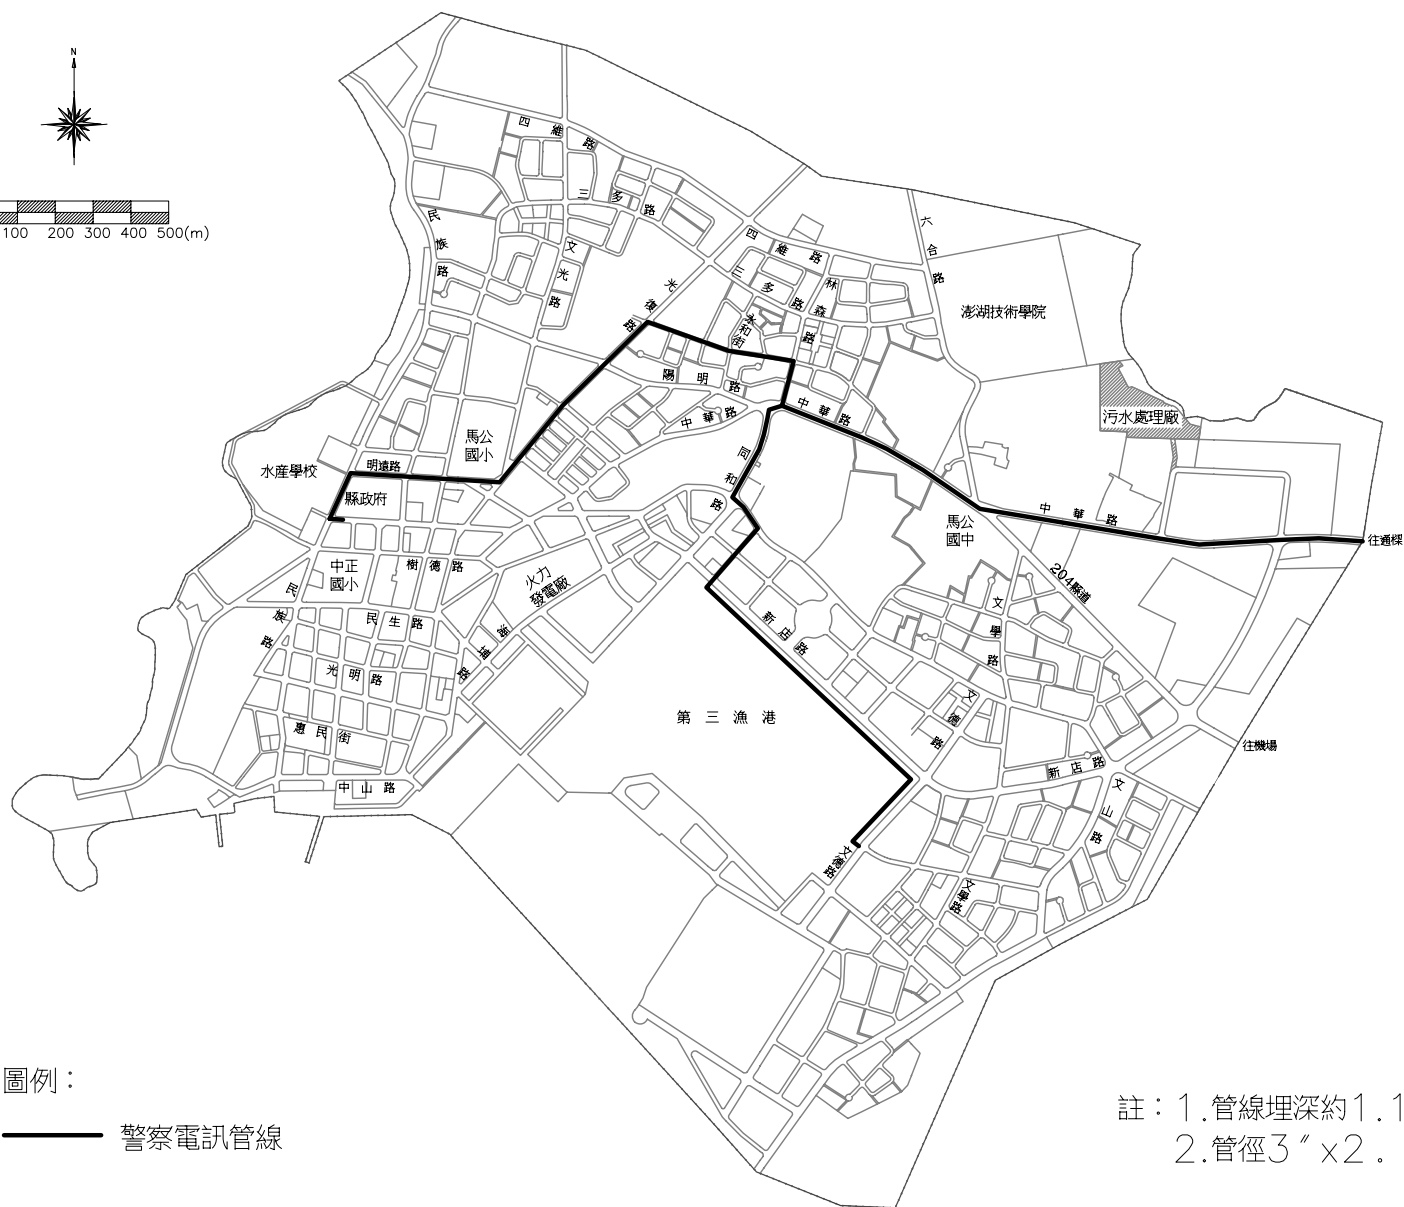 N
100 200 300 400 500(m)
四維路
三多路
民族路
文光路
光復路
四維路
三多路
林森路
永和街
六合路
澎湖技術學院
陽明路
中華路
中華路
污水處理廠
馬公
國小
明遠路
水產學校
縣政府
同和路
中華路
馬公
國中
往通樑
204縣道
中正
國小
樹德路
火力
發電廠
民族路
民生路
海埔路
光明路
惠民街
中山路
新店路
文學路
文德路
第三漁港
往機場
新店路
文山路
文德路
文學路
圖例：
警察電訊管線
註：1.管線埋深約1.1
2.管徑3"x2.